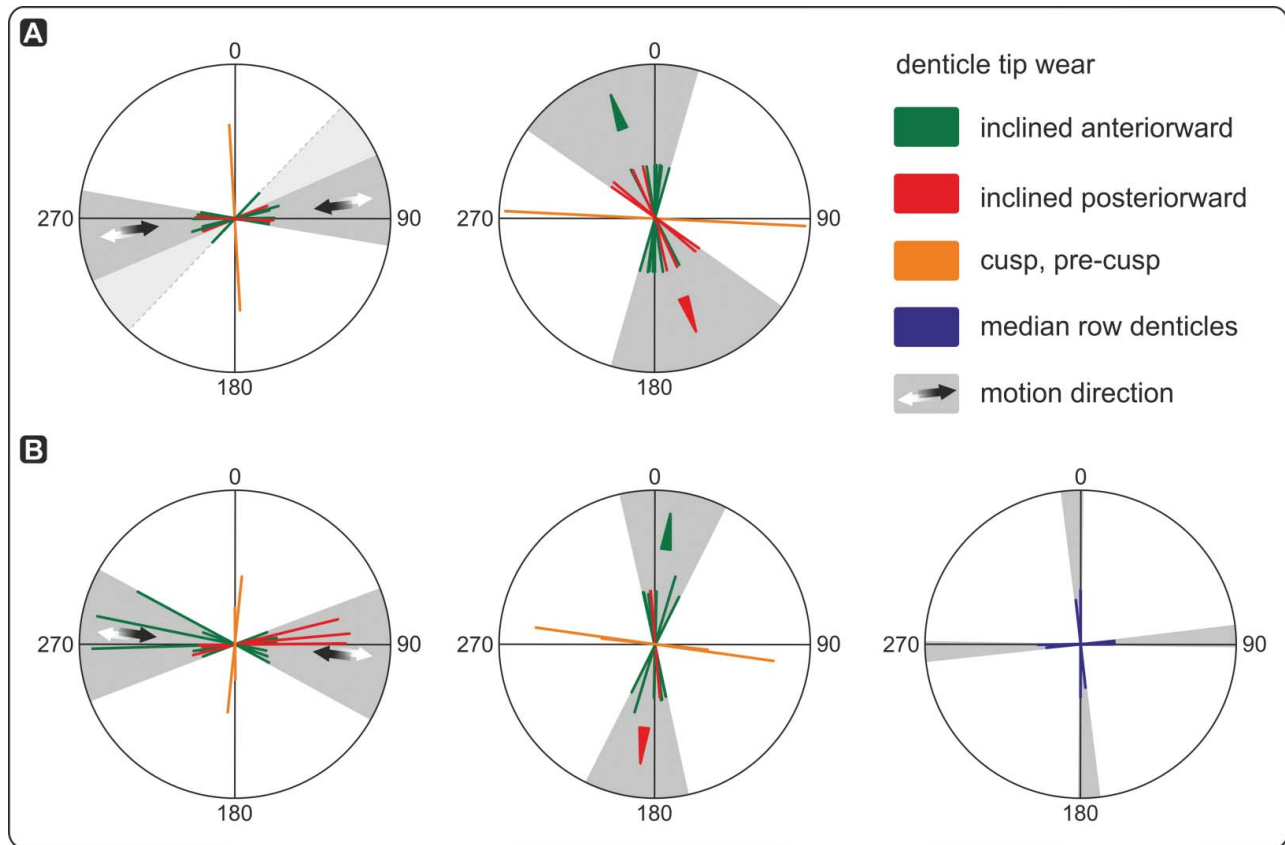 A
0
0
270
90
90
180
180
denticle tip wear
inclined anteriorward
inclined posteriorward
cusp, pre-cusp
median row denticles
motion direction
B
0
0
0
270
90
270
90
270
90
180
180
180